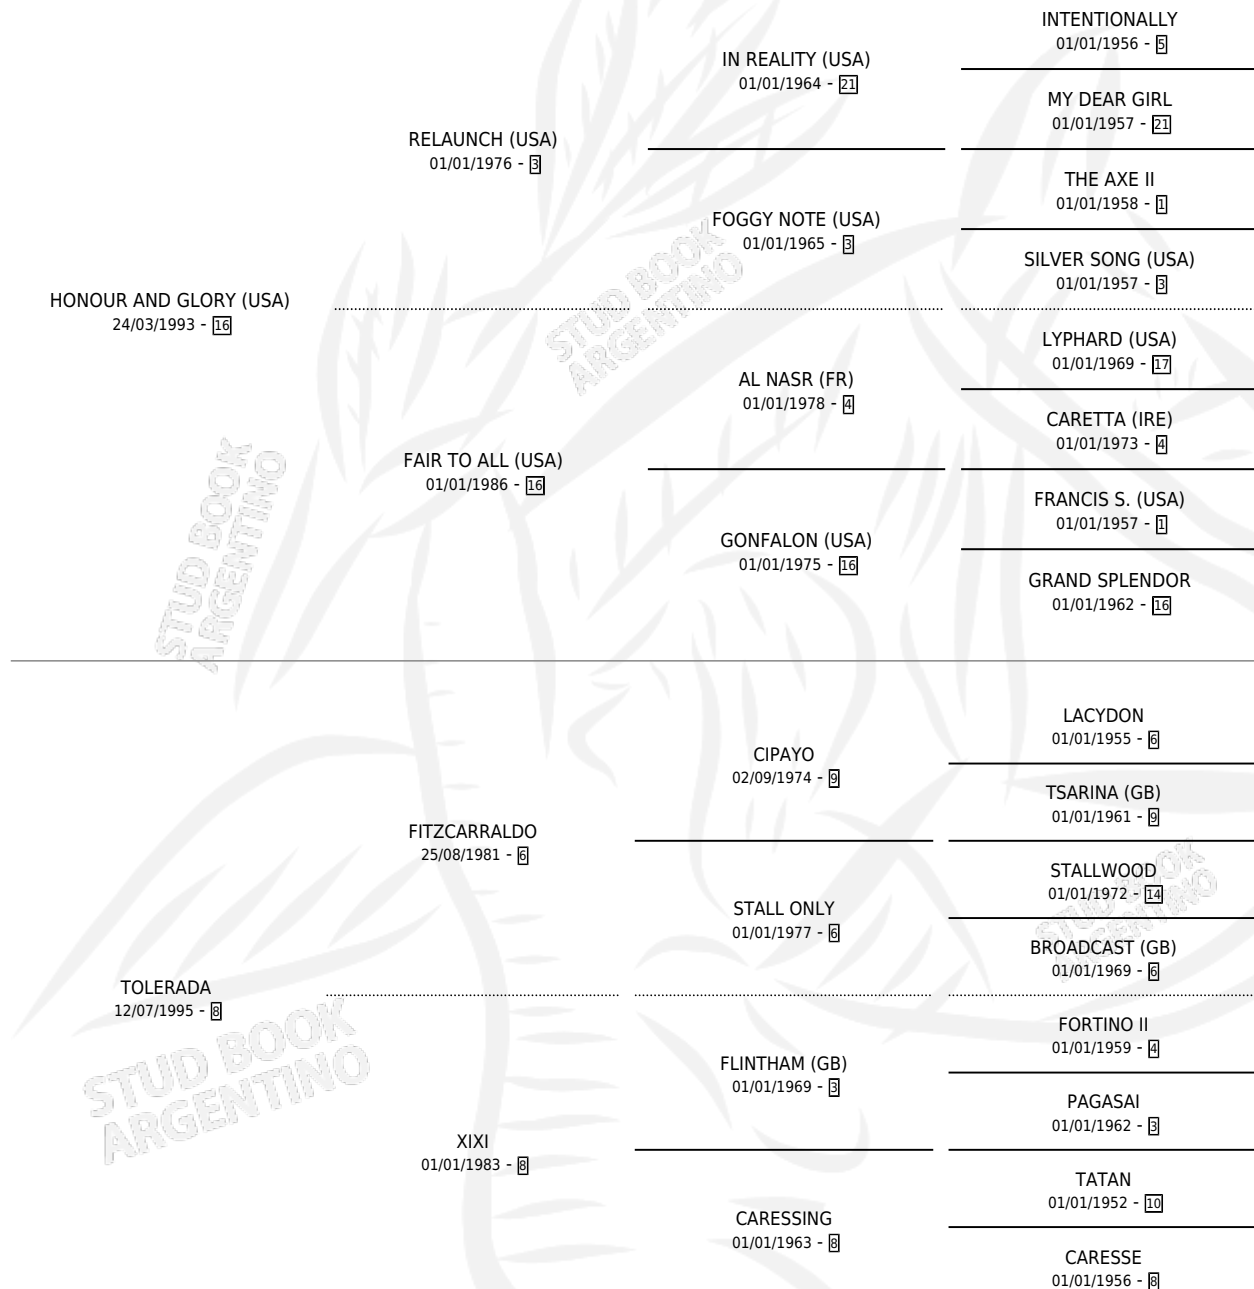 INTENTIONALLY
01/01/1956 - 5
IN REALITY (USA)
01/01/1964 - 21
MY DEAR GIRL
01/01/1957 - 21
RELAUNCH (USA)
01/01/1976 - 3
THE AXE II
01/01/1958 - 1
FOGGY NOTE (USA)
01/01/1965 - 3
SILVER SONG (USA)
01/01/1957 - 3
HONOUR AND GLORY (USA)
24/03/1993 - 16
LYPHARD (USA)
01/01/1969 - 17
AL NASR (FR)
01/01/1978 - 4
CARETTA (IRE)
01/01/1973 - 4
FAIR TO ALL (USA)
01/01/1986 - 16
FRANCIS S. (USA)
01/01/1957 - 1
GONFALON (USA)
01/01/1975 - 16
GRAND SPLENDOR
01/01/1962 - 16
LACYDON
01/01/1955 - 6
CIPAYO
02/09/1974 - 9
TSARINA (GB)
01/01/1961 - 9
FITZCARRALDO
25/08/1981 - 6
STALLWOOD
01/01/1972 - 14
STALL ONLY
01/01/1977 - 6
BROADCAST (GB)
01/01/1969 - 6
TOLERADA
12/07/1995 - 8
FORTINO II
01/01/1959 - 4
FLINTHAM (GB)
01/01/1969 - 3
PAGASAI
01/01/1962 - 3
XIXI
01/01/1983 - 8
TATAN
01/01/1952 - 10
CARESSING
01/01/1963 - 8
CARESSE
01/01/1956 - 8
STUD BOOK
ARGENTINO
STUD BOOK
ARGENTINO
STUD BOOK
ARGENTINO
STUD BOOK
ARGENTINO